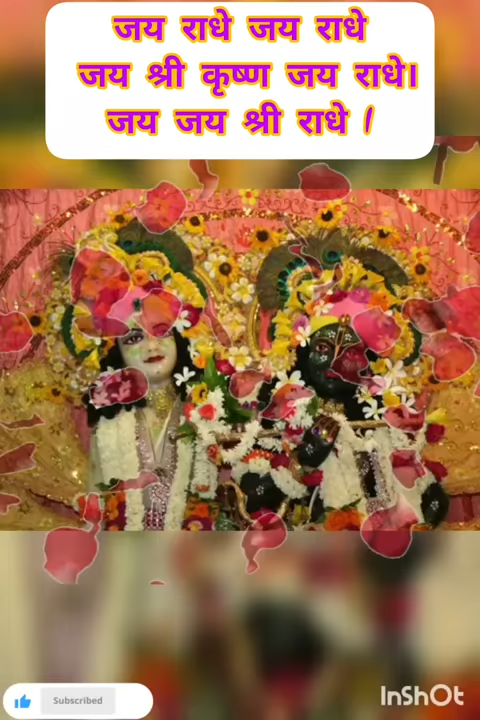 जय राधे जय राधे
जय श्री कृष्ण जय राधे।
जय जय श्री राधे !
Subscribed
InShOt